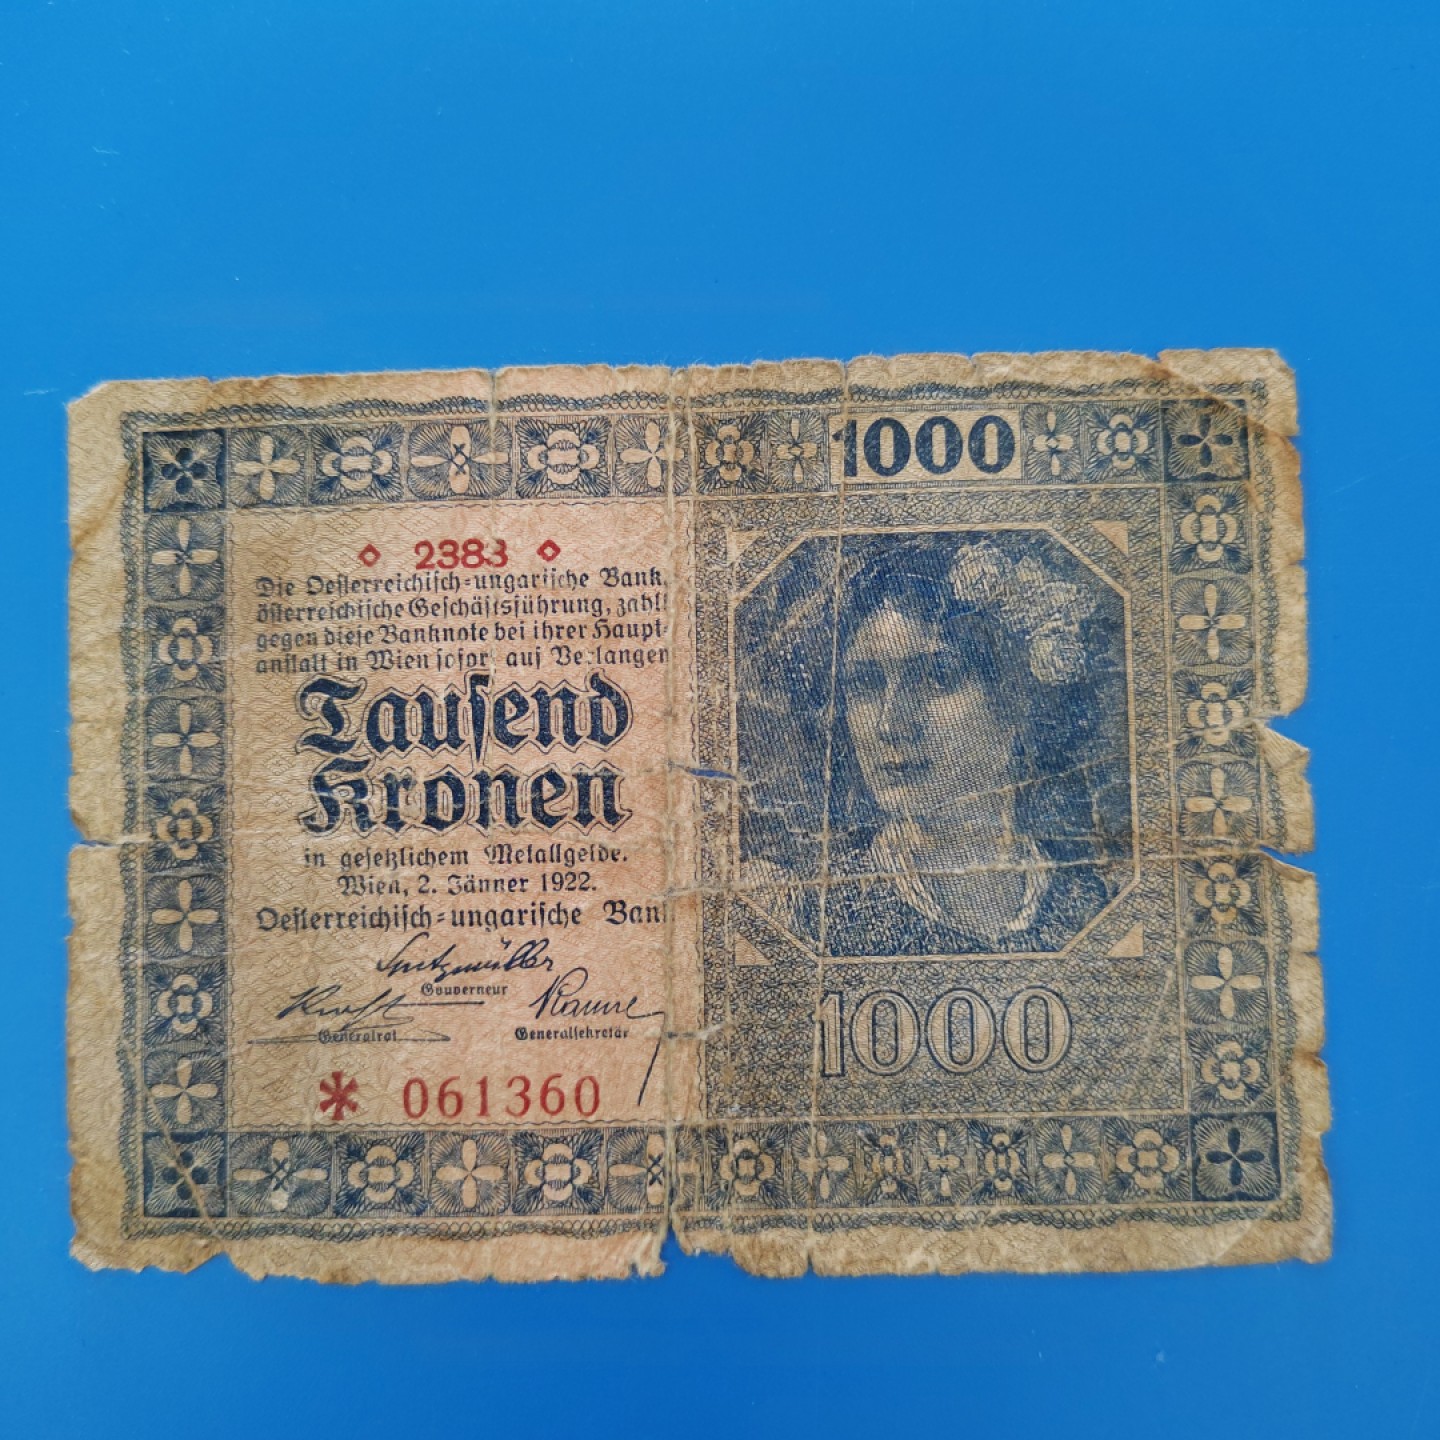 1000
◇ 2383 ◇
Die Oesterreichisch-ungarische Bank,
österreichische Geschäftsführung, zahlt
gegen diese Banknote bei ihrer Haupt-
anstalt in Wien sofort auf Verlangen
Tausend
Kronen
in gesetzlichem Metallgelde.
Wien, 2. Jänner 1922.
Oesterreichisch-ungarische Bank
Spitzmüller
Gouverneur
Generalrat
Generalsekretär
* 061360
1000